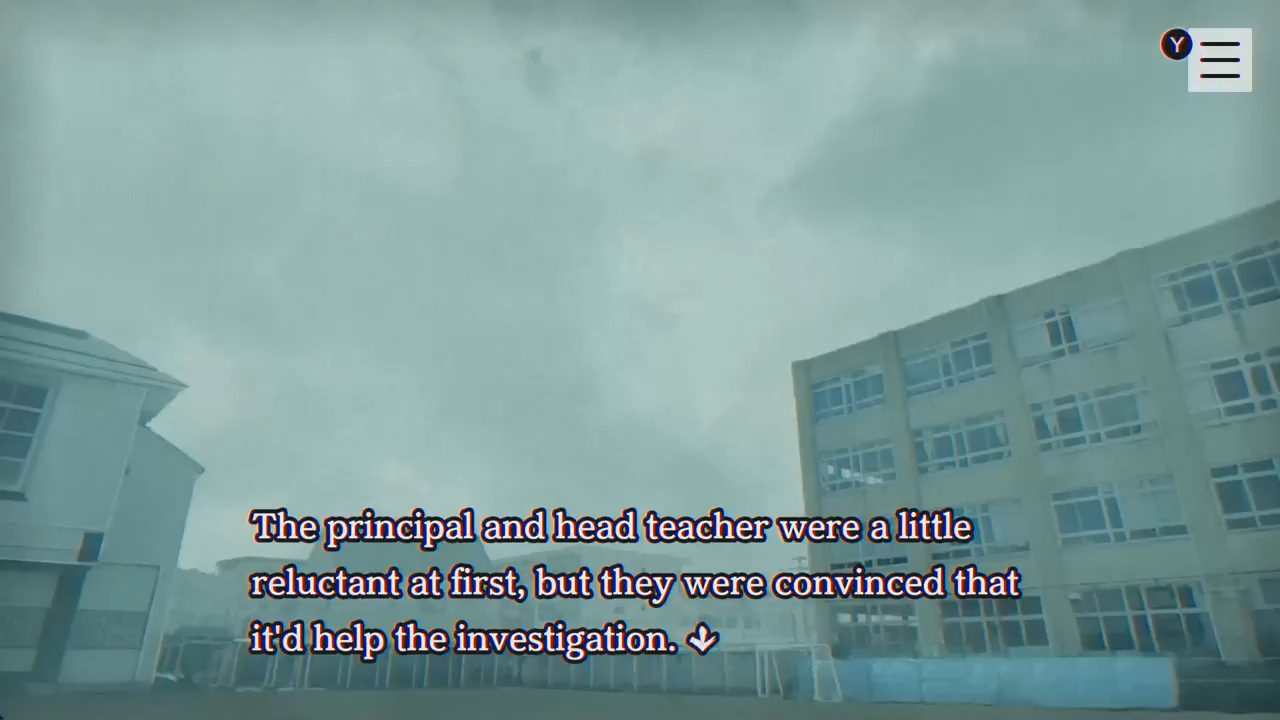 Y
The principal and head teacher were a little
reluctant at first, but they were convinced that
it'd help the investigation.